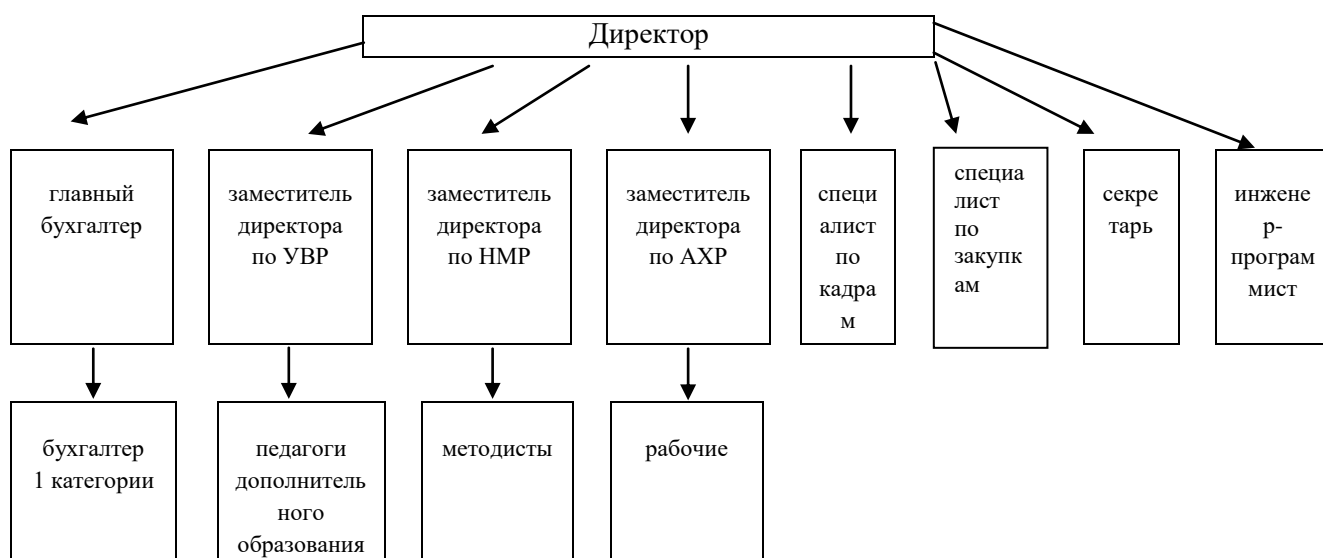 Директор
главный
бухгалтер
заместитель
директора
по УВР
заместитель
директора
по НМР
заместитель
директора
по АХР
специ
алист
по
кадра
м
специа
лист
по
закупк
ам
секре
тарь
инжене
р-
програм
мист
бухгалтер
1 категории
педагоги
дополнитель
ного
образования
методисты
рабочие